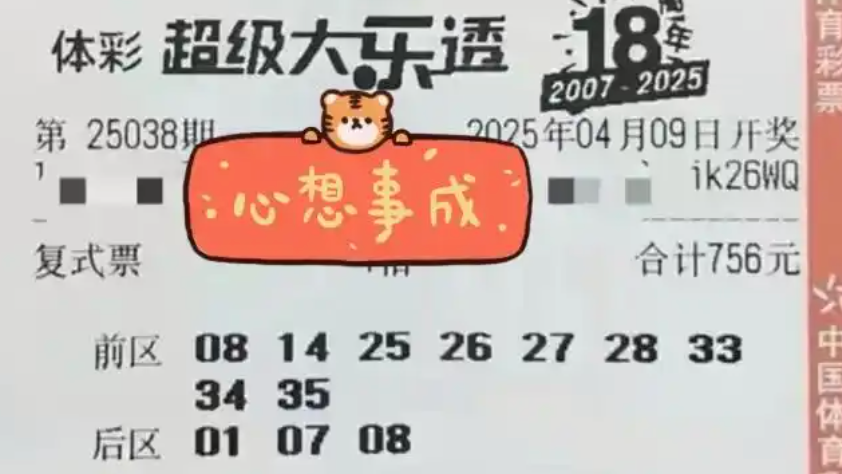 体彩 超级大乐透 18周年
2007-2025
第 25038期 2025年04月09日开奖
ik26WQ
心想事成
复式票 合计756元
前区 08 14 25 26 27 28 33
34 35
后区 01 07 08
育彩票
中国体育